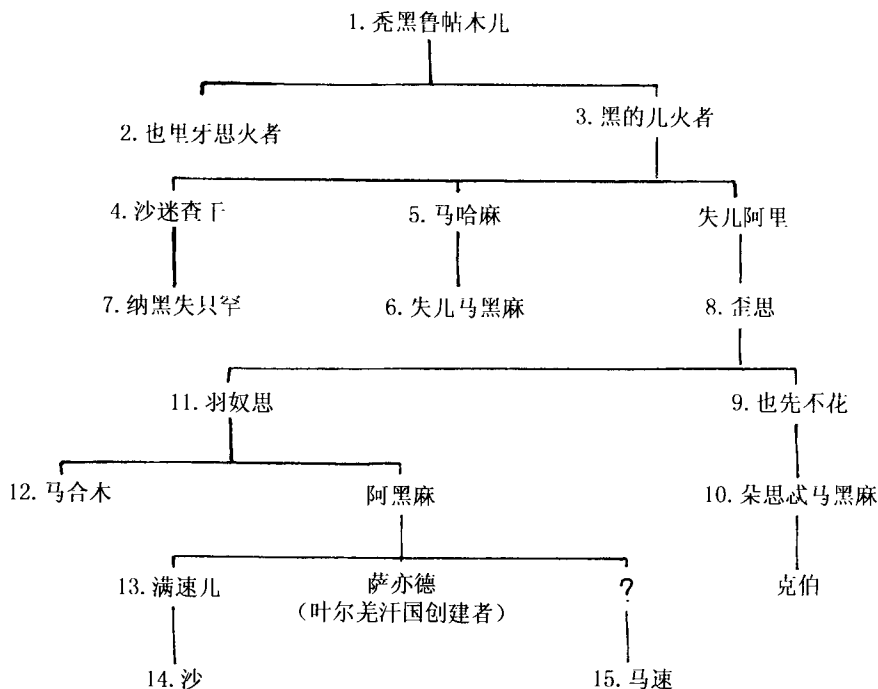 1. 秃黑鲁帖木儿
2. 也里牙思火者
3. 黑的儿火者
4. 沙迷查干
5. 马哈麻
失儿阿里
7. 纳黑失只罕
6. 失儿马黑麻
8. 歪思
11. 羽奴思
9. 也先不花
12. 马合木
阿黑麻
10. 朵思忒马黑麻
13. 满速儿
萨亦德
(叶尔羌汗国创建者)
?
克伯
14. 沙
15. 马速